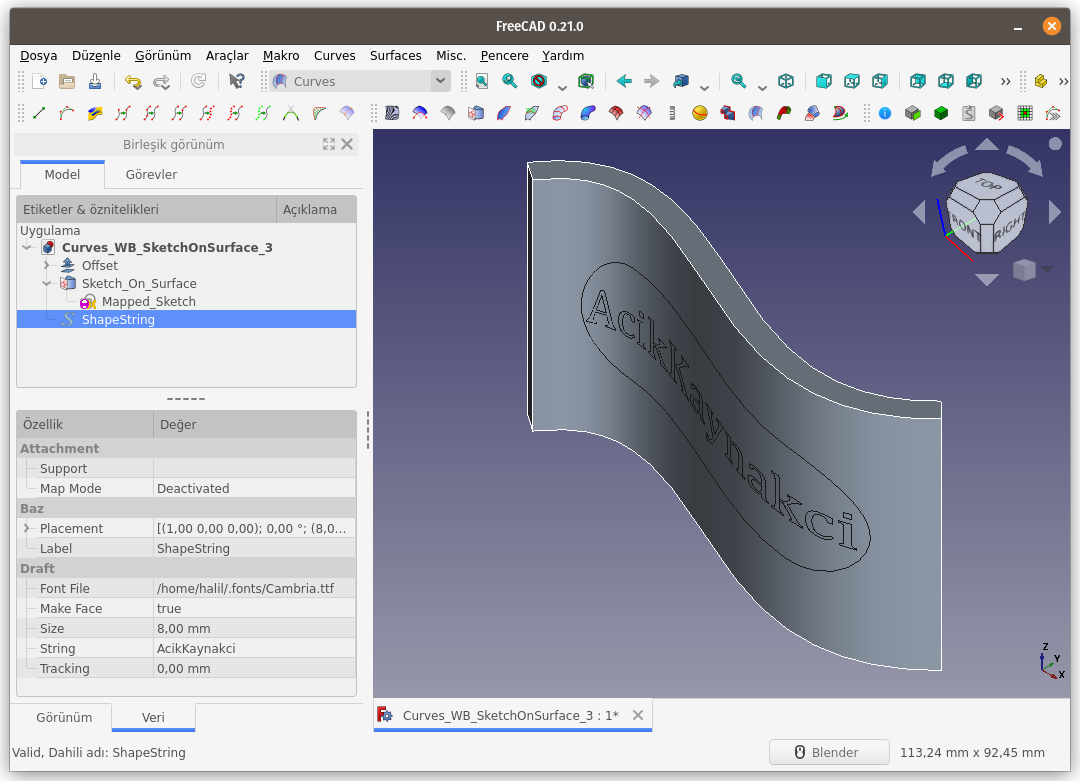 FreeCAD 0.21.0
Dosya Düzenle Görünüm Araçlar Makro Curves Surfaces Misc. Pencere Yardım
Curves
Birleşik görünüm
Model Görevler
Etiketler & öznitelikleri Açıklama
Uygulama
Curves_WB_SketchOnSurface_3
Offset
Sketch_On_Surface
Mapped_Sketch
ShapeString
Özellik Değer
Attachment
Support
Map Mode Deactivated
Baz
Placement [(1,00 0,00 0,00); 0,00 °; (8,0...
Label ShapeString
Draft
Font File /home/halil/.fonts/Cambria.ttf
Make Face true
Size 8,00 mm
String AcikKaynakci
Tracking 0,00 mm
Görünüm Veri
AcikKaynakci
TOP
FRONT RIGHT
Z
Y
X
Curves_WB_SketchOnSurface_3 : 1*
Valid, Dahili adı: ShapeString
Blender 113,24 mm x 92,45 mm